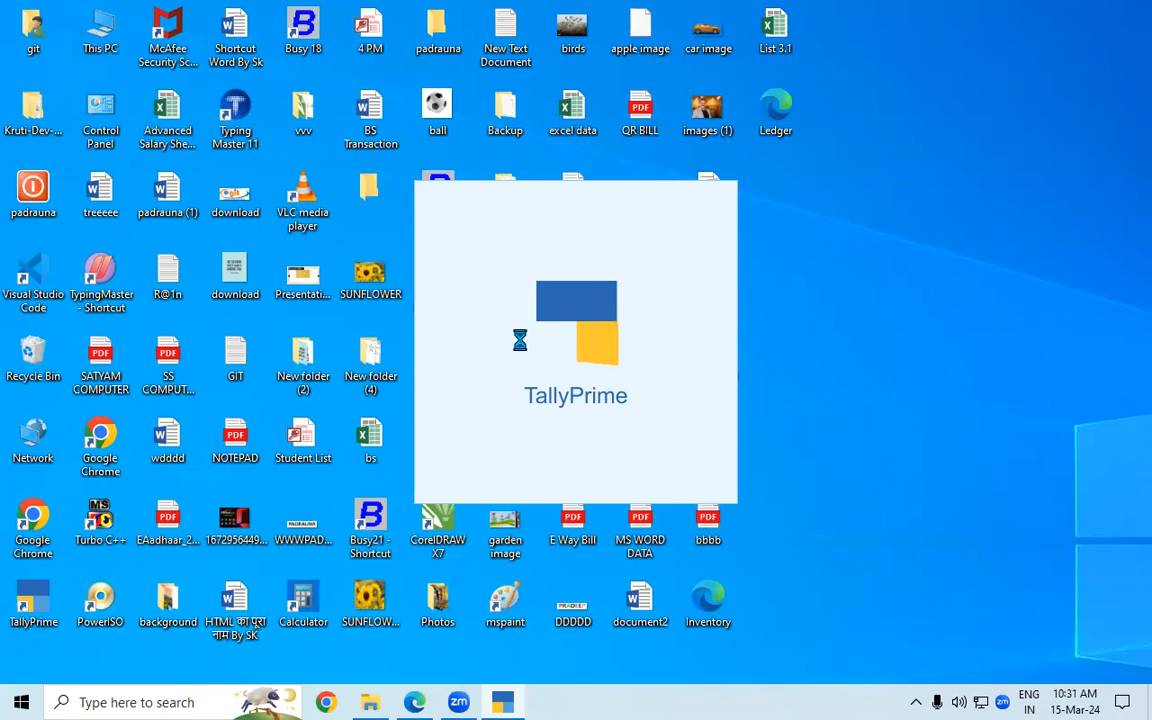 git
This PC
McAfee
Security Sc...
Shortcut
Word By Sk
Busy 18
4 PM
padrauna
New Text
Document
birds
apple image
car image
List 3.1
Kruti-Dev-...
Control
Panel
Advanced
Salary She...
Typing
Master 11
vvv
BS
Transaction
ball
Backup
excel data
QR BILL
images (1)
Ledger
padrauna
treeeee
padrauna (1)
download
VLC media
player
Visual Studio
Code
TypingMaster
- Shortcut
R@1n
download
Presentati...
SUNFLOWER
Recycle Bin
SATYAM
COMPUTER
SS
COMPUT...
GIT
New folder
(2)
New folder
(4)
TallyPrime
Network
Google
Chrome
wdddd
NOTEPAD
Student List
bs
Google
Chrome
Turbo C++
EAadhaar_2...
1672956449...
WWWPAD...
Busy21 -
Shortcut
CorelDRAW
X7
garden
image
E Way Bill
MS WORD
DATA
bbbb
TallyPrime
PowerISO
background
HTML का पूरा
नाम By SK
Calculator
SUNFLOW...
Photos
mspaint
DDDDD
document2
Inventory
Type here to search
zm
ENG
IN
10:31 AM
15-Mar-24